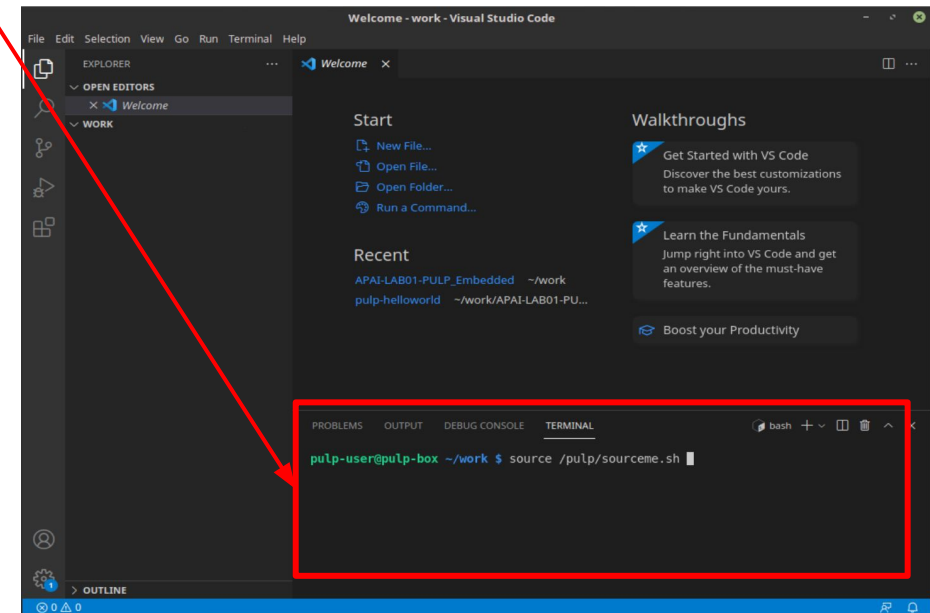 Welcome - work - Visual Studio Code
File Edit Selection View Go Run Terminal Help
EXPLORER
Welcome
OPEN EDITORS
Welcome
WORK
Start
New File...
Open File...
Open Folder...
Run a Command...
Recent
APAI-LAB01-PULP_Embedded ~/work
pulp-helloworld ~/work/APAI-LAB01-PU...
Walkthroughs
Get Started with VS Code
Discover the best customizations
to make VS Code yours.
Learn the Fundamentals
Jump right into VS Code and get
an overview of the must-have
features.
Boost your Productivity
PROBLEMS OUTPUT DEBUG CONSOLE TERMINAL
bash
pulp-user@pulp-box ~/work $ source /pulp/sourceme.sh
1
OUTLINE
0 0